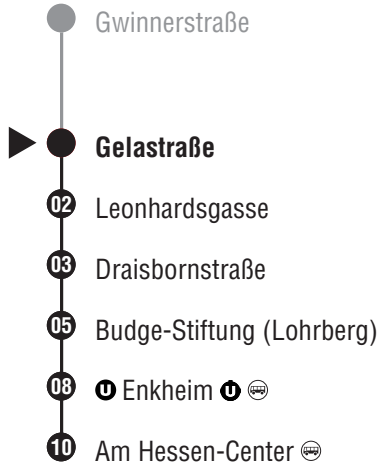 Gwinnerstraße
Gelastraße
02 Leonhardsgasse
03 Draisbornstraße
05 Budge-Stiftung (Lohrberg)
08 U Enkheim U
10 Am Hessen-Center